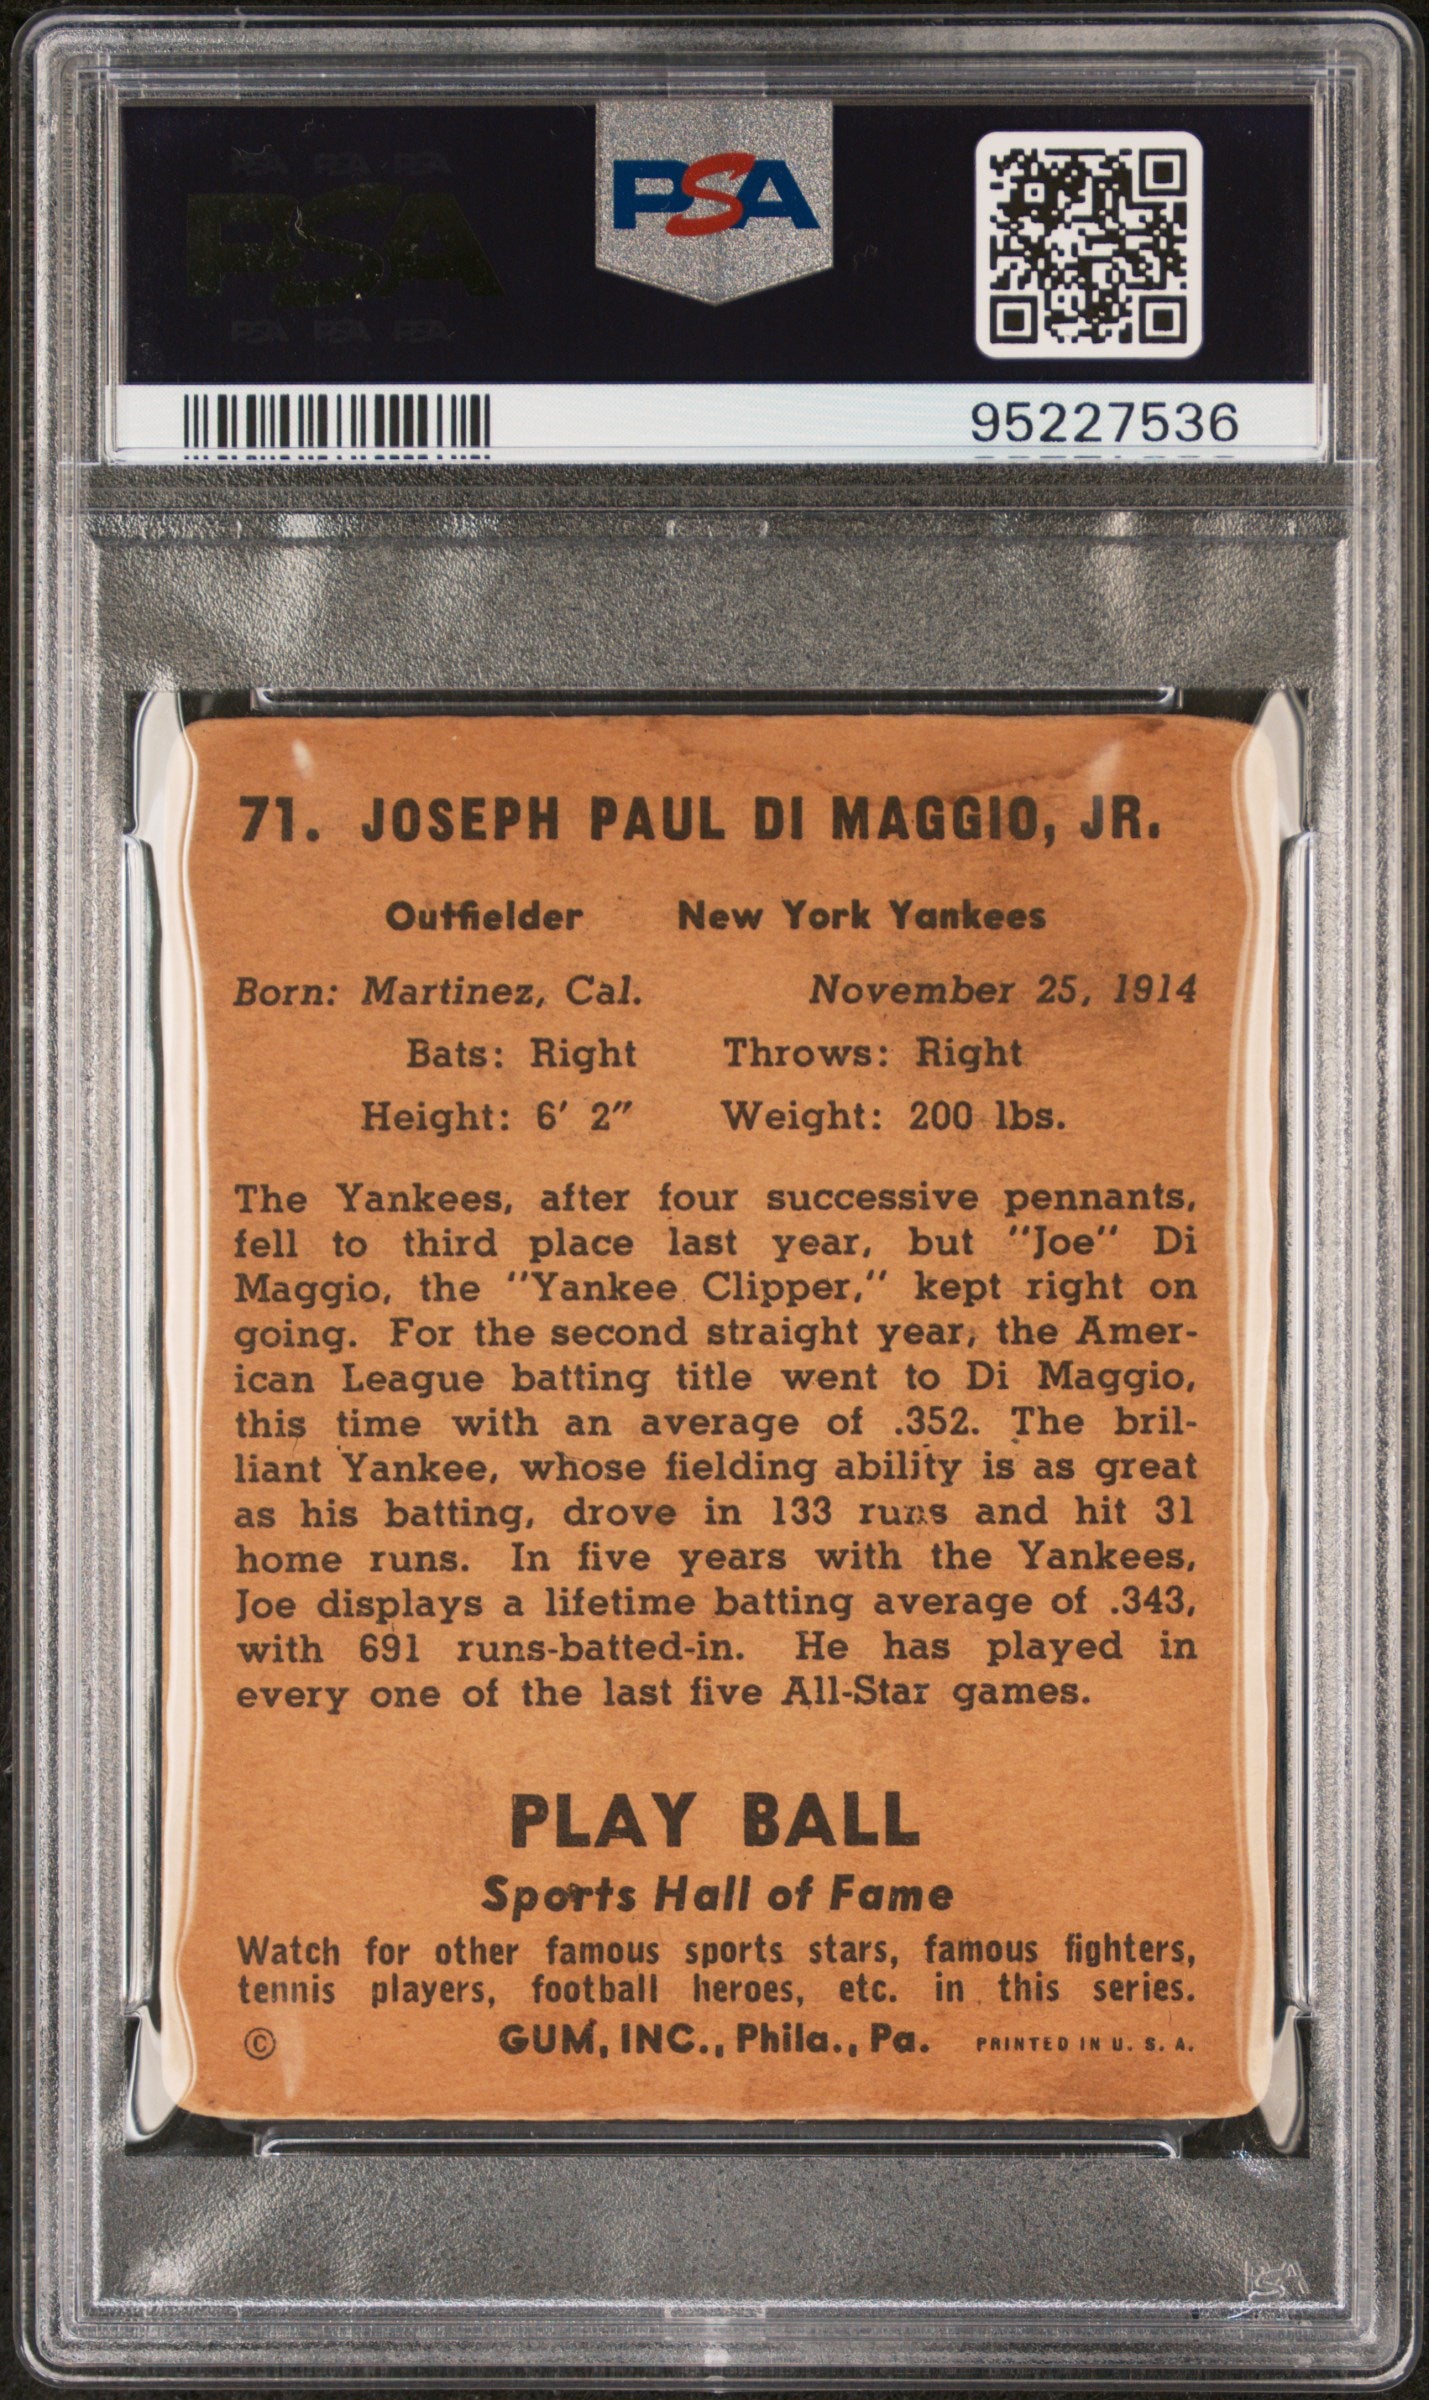 PSA PSA PSA
PSA
PSA PSA PSA
PSA
95227536
71. JOSEPH PAUL DI MAGGIO, JR.
Outfielder New York Yankees
Born: Martinez, Cal. November 25, 1914
Bats: Right Throws: Right
Height: 6′ 2″ Weight: 200 lbs.
The Yankees, after four successive pennants,
fell to third place last year, but "Joe" Di
Maggio, the "Yankee Clipper," kept right on
going. For the second straight year, the Amer-
ican League batting title went to Di Maggio,
this time with an average of .352. The bril-
liant Yankee, whose fielding ability is as great
as his batting, drove in 133 runs and hit 31
home runs. In five years with the Yankees,
Joe displays a lifetime batting average of .343,
with 691 runs-batted-in. He has played in
every one of the last five All-Star games.
PLAY BALL
Sports Hall of Fame
Watch for other famous sports stars, famous fighters,
tennis players, football heroes, etc. in this series.
© GUM, INC., Phila., Pa. PRINTED IN U. S. A.
PSA